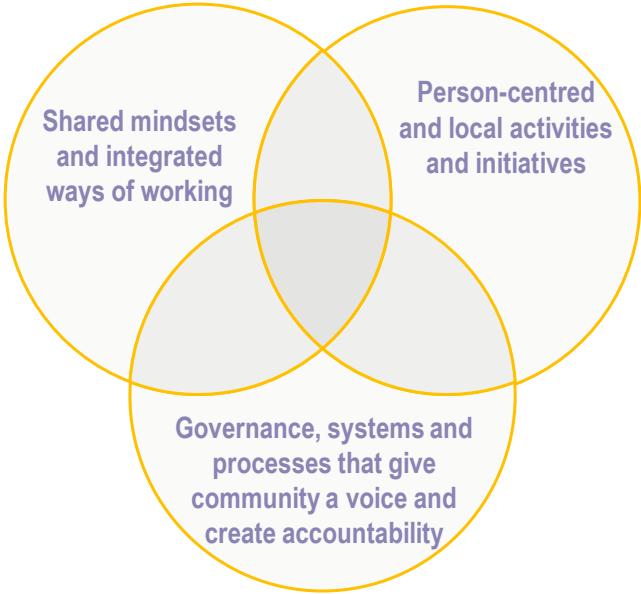 Shared mindsets
and integrated
ways of working
Person-centred
and local activities
and initiatives
Governance, systems and
processes that give
community a voice and
create accountability